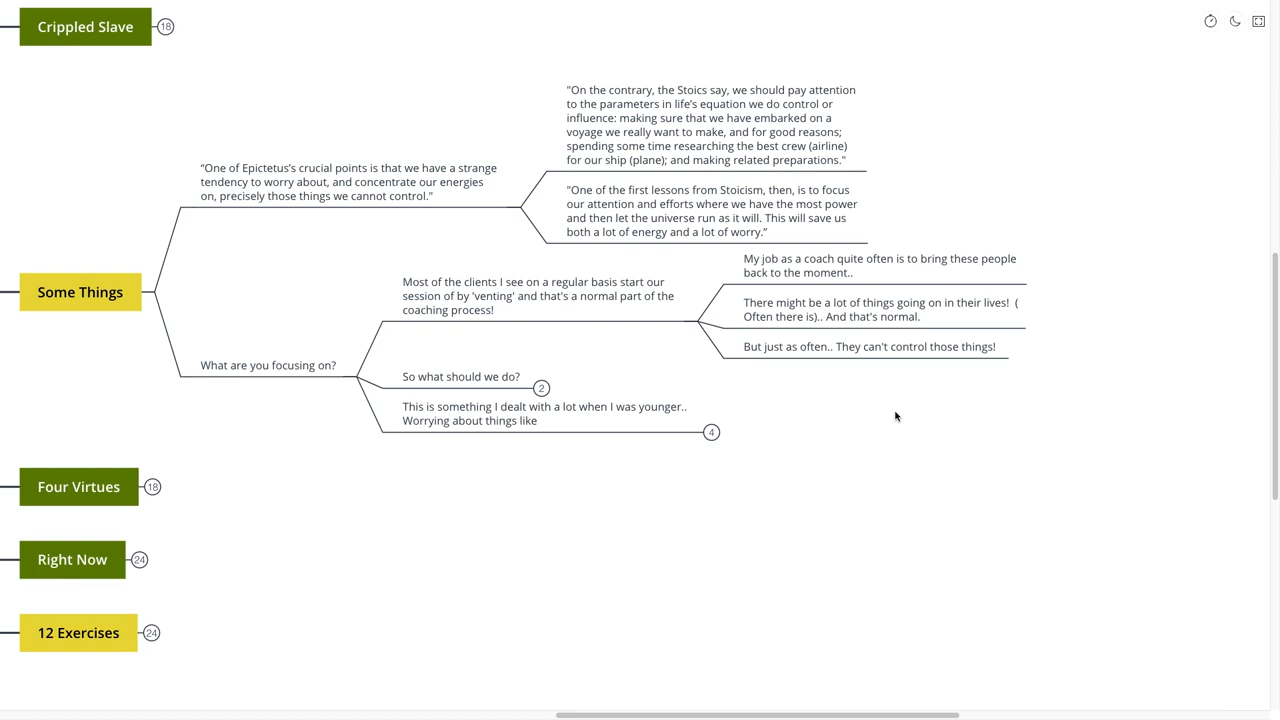 Crippled Slave
18
"On the contrary, the Stoics say, we should pay attention
to the parameters in life’s equation we do control or
influence: making sure that we have embarked on a
voyage we really want to make, and for good reasons;
spending some time researching the best crew (airline)
for our ship (plane); and making related preparations."
“One of Epictetus’s crucial points is that we have a strange
tendency to worry about, and concentrate our energies
on, precisely those things we cannot control."
"One of the first lessons from Stoicism, then, is to focus
our attention and efforts where we have the most power
and then let the universe run as it will. This will save us
both a lot of energy and a lot of worry.”
Some Things
My job as a coach quite often is to bring these people
back to the moment..
Most of the clients I see on a regular basis start our
session of by 'venting' and that's a normal part of the
coaching process!
There might be a lot of things going on in their lives!  (
Often there is).. And that's normal.
But just as often.. They can't control those things!
What are you focusing on?
So what should we do?
2
This is something I dealt with a lot when I was younger..
Worrying about things like
4
Four Virtues
18
Right Now
24
12 Exercises
24